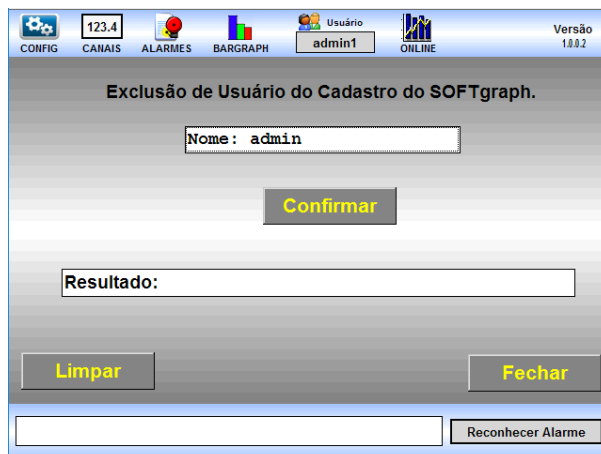 123.4
Usuário
admin1
Versão
1.0.0.2
CONFIG
CANAIS
ALARMES
BARGRAPH
ONLINE
Exclusão de Usuário do Cadastro do SOFTgraph.
Nome: admin
Confirmar
Resultado:
Limpar
Fechar
Reconhecer Alarme